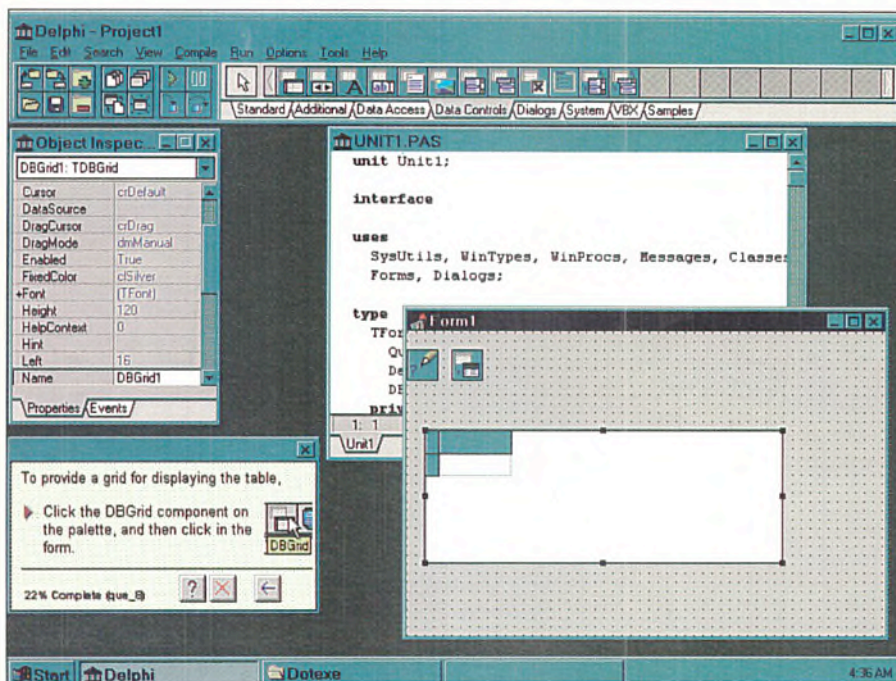 Delphi - Project1
File Edit Search View Compile Run Options Tools Help
Standard Additional Data Access Data Controls Dialogs System VBX Samples
Object Inspec...
DBGrid1: TDBGrid
Cursor crDefault
DataSource
DragCursor crDrag
DragMode dmManual
Enabled True
FixedColor clSilver
+Font (TFont)
Height 120
HelpContext 0
Hint
Left 16
Name DBGrid1
Properties Events
UNIT1.PAS
unit Unit1;
interface
uses
SysUtils, WinTypes, WinProcs, Messages, Classes
Forms, Dialogs;
type
TFor
Qu
Da
DB
priv
1: 1
Unit1
Form1
To provide a grid for displaying the table,
Click the DBGrid component on
the palette, and then click in the
form.
DBGrid
22% Complete (que_8)
Start Delphi Dotexe 4:36 AM